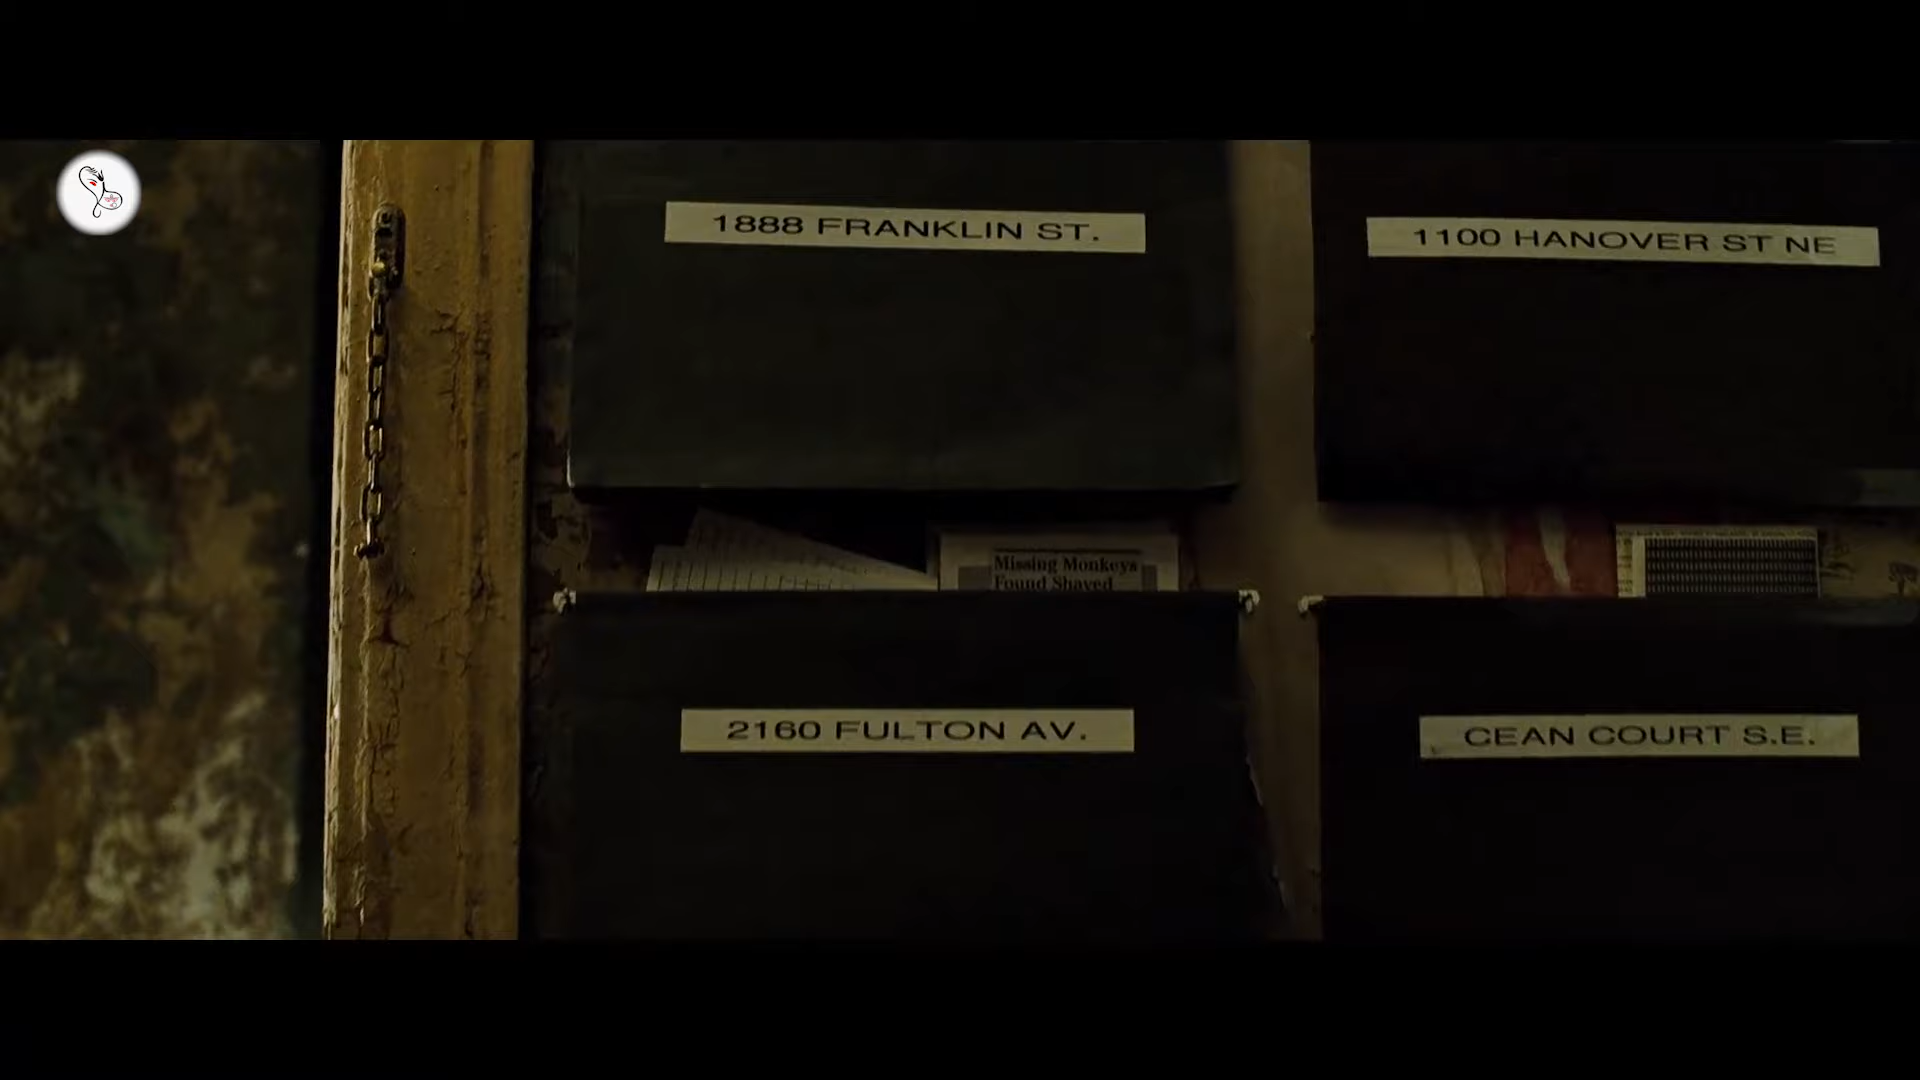 1888 FRANKLIN ST.
1100 HANOVER ST NE
Missing Monkeys
Found Shaved
2160 FULTON AV.
CEAN COURT S.E.